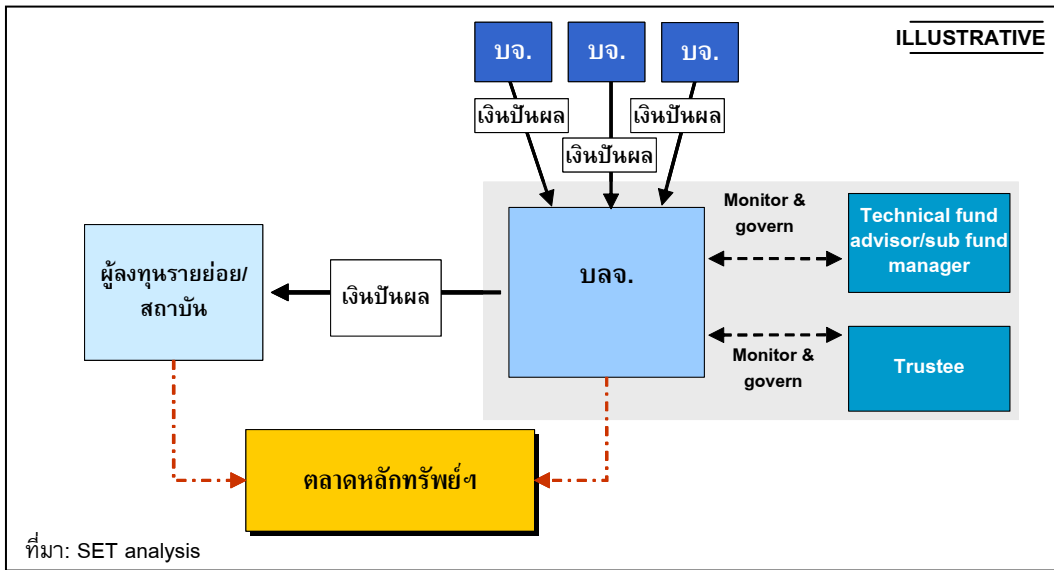 ILLUSTRATIVE
บจ.
บจ.
บจ.
เงินปันผล
เงินปันผล
เงินปันผล
Monitor &
govern
Technical fund
advisor/sub fund
manager
ผู้ลงทุนรายย่อย/
สถาบัน
เงินปันผล
บลจ.
Monitor &
govern
Trustee
ตลาดหลักทรัพย์ฯ
ที่มา: SET analysis